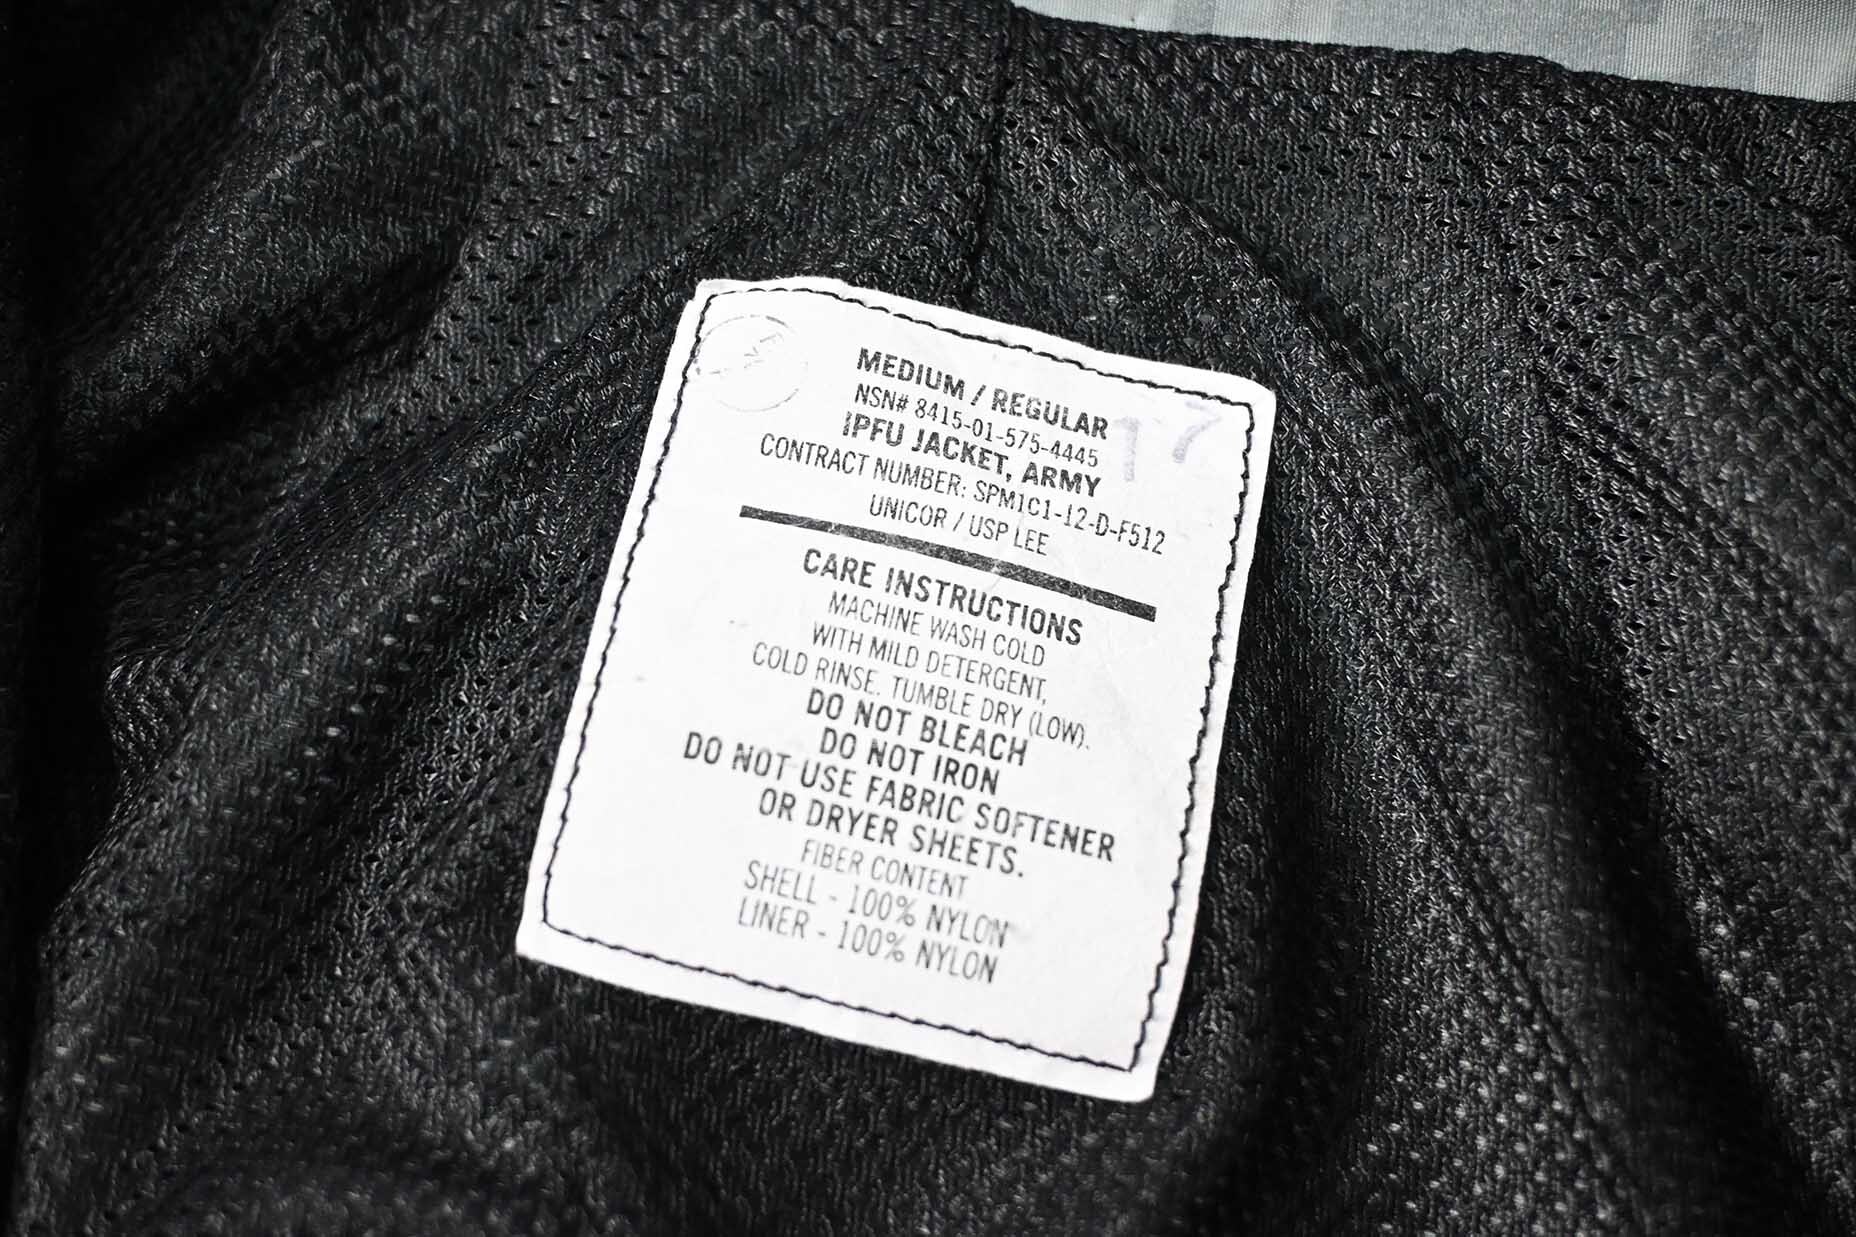 MEDIUM / REGULAR
NSN# 8415-01-575-4445
IPFU JACKET, ARMY
CONTRACT NUMBER: SPM1C1-12-D-F512
UNICOR / USP LEE
17
CARE INSTRUCTIONS
MACHINE WASH COLD
WITH MILD DETERGENT,
COLD RINSE. TUMBLE DRY (LOW).
DO NOT BLEACH
DO NOT IRON
DO NOT USE FABRIC SOFTENER
OR DRYER SHEETS.
FIBER CONTENT
SHELL - 100% NYLON
LINER - 100% NYLON